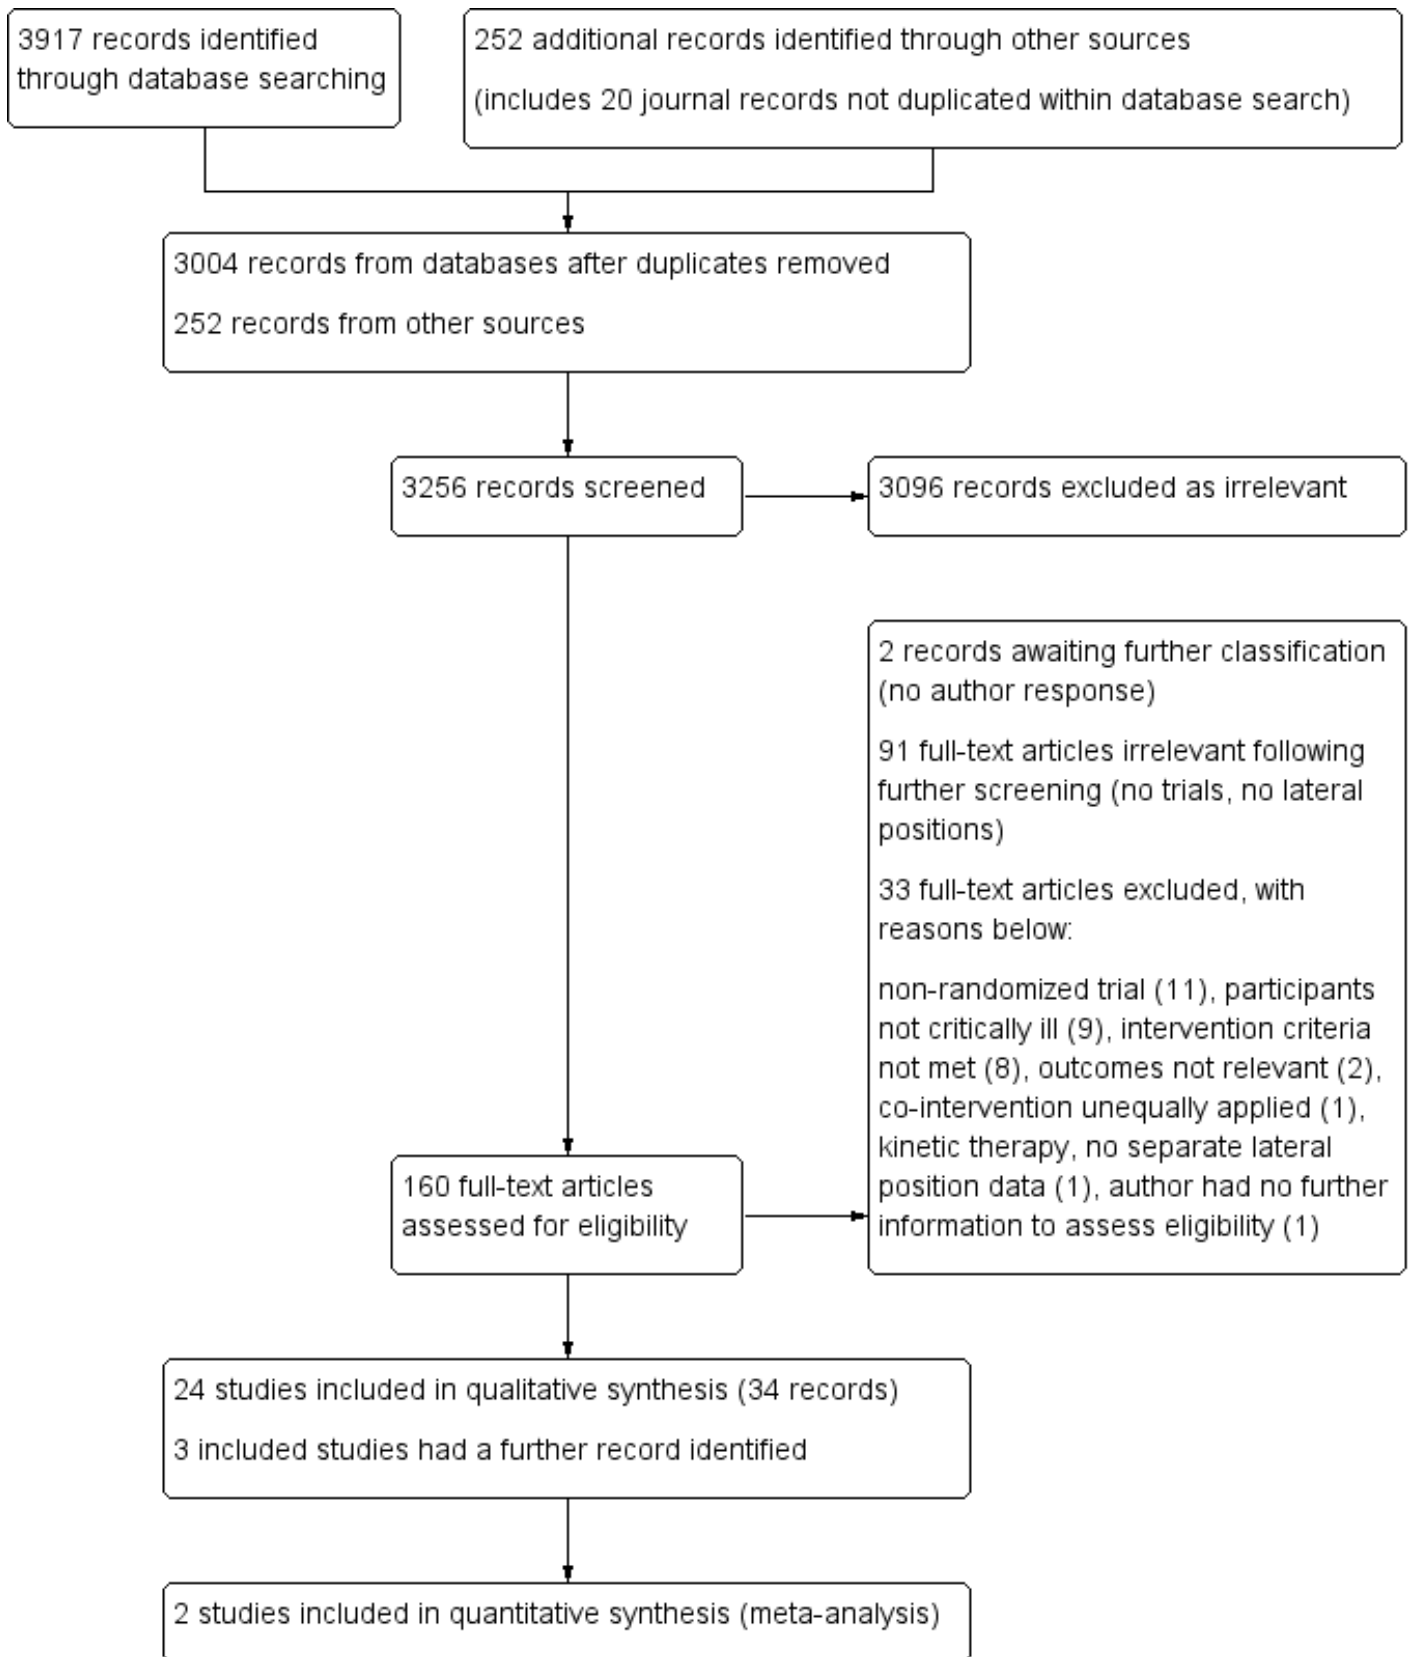 3917 records identified
through database searching
252 additional records identified through other sources
(includes 20 journal records not duplicated within database search)
3004 records from databases after duplicates removed
252 records from other sources
3256 records screened
3096 records excluded as irrelevant
2 records awaiting further classification
(no author response)
91 full-text articles irrelevant following
further screening (no trials, no lateral
positions)
33 full-text articles excluded, with
reasons below:
non-randomized trial (11), participants
not critically ill (9), intervention criteria
not met (8), outcomes not relevant (2),
co-intervention unequally applied (1),
kinetic therapy, no separate lateral
position data (1), author had no further
information to assess eligibility (1)
160 full-text articles
assessed for eligibility
24 studies included in qualitative synthesis (34 records)
3 included studies had a further record identified
2 studies included in quantitative synthesis (meta-analysis)